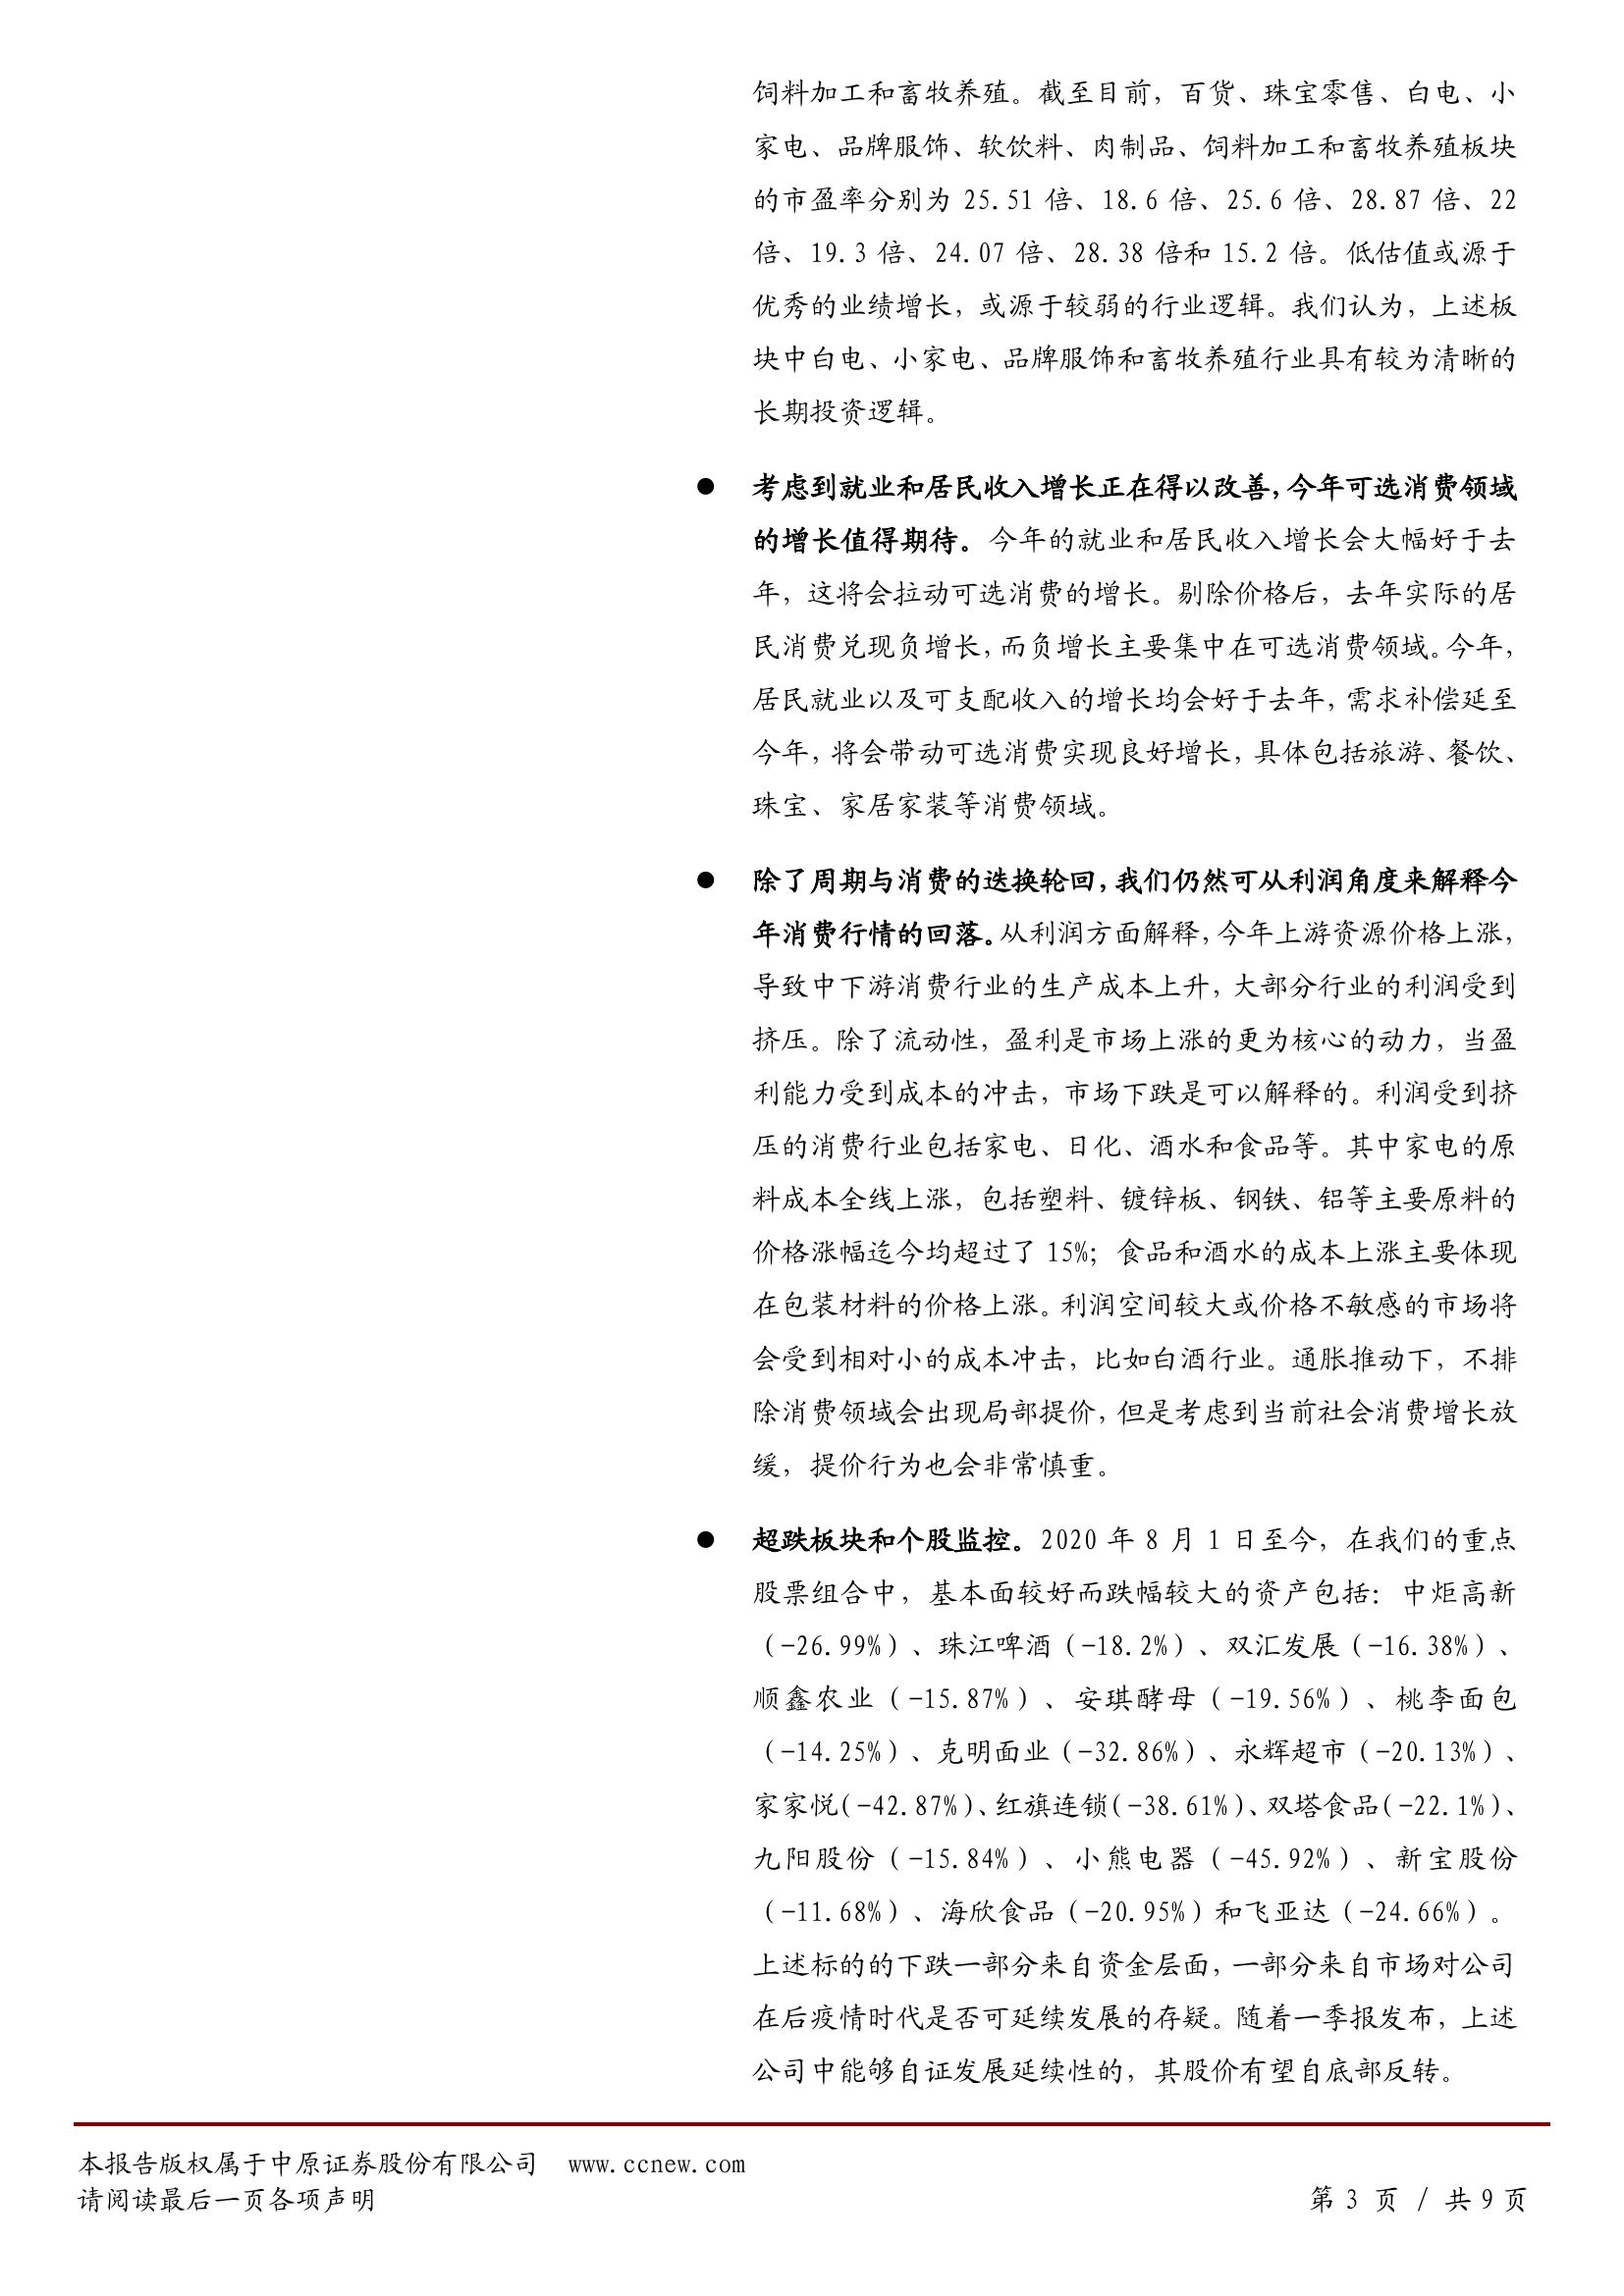 饲料加工和畜牧养殖。截至目前，百货、珠宝零售、白电、小
家电、品牌服饰、软饮料、肉制品、饲料加工和畜牧养殖板块
的市盈率分别为 25.51 倍、18.6 倍、25.6 倍、28.87 倍、22
倍、19.3 倍、24.07 倍、28.38 倍和 15.2 倍。低估值或源于
优秀的业绩增长，或源于较弱的行业逻辑。我们认为，上述板
块中白电、小家电、品牌服饰和畜牧养殖行业具有较为清晰的
长期投资逻辑。
● 考虑到就业和居民收入增长正在得以改善，今年可选消费领域
的增长值得期待。今年的就业和居民收入增长会大幅好于去
年，这将会拉动可选消费的增长。剔除价格后，去年实际的居
民消费兑现负增长，而负增长主要集中在可选消费领域。今年，
居民就业以及可支配收入的增长均会好于去年，需求补偿延至
今年，将会带动可选消费实现良好增长，具体包括旅游、餐饮、
珠宝、家居家装等消费领域。
● 除了周期与消费的迭换轮回，我们仍然可从利润角度来解释今
年消费行情的回落。从利润方面解释，今年上游资源价格上涨，
导致中下游消费行业的生产成本上升，大部分行业的利润受到
挤压。除了流动性，盈利是市场上涨的更为核心的动力，当盈
利能力受到成本的冲击，市场下跌是可以解释的。利润受到挤
压的消费行业包括家电、日化、酒水和食品等。其中家电的原
料成本全线上涨，包括塑料、镀锌板、钢铁、铝等主要原料的
价格涨幅迄今均超过了 15%；食品和酒水的成本上涨主要体现
在包装材料的价格上涨。利润空间较大或价格不敏感的市场将
会受到相对小的成本冲击，比如白酒行业。通胀推动下，不排
除消费领域会出现局部提价，但是考虑到当前社会消费增长放
缓，提价行为也会非常慎重。
● 超跌板块和个股监控。2020 年 8 月 1 日至今，在我们的重点
股票组合中，基本面较好而跌幅较大的资产包括：中炬高新
（-26.99%）、珠江啤酒（-18.2%）、双汇发展（-16.38%）、
顺鑫农业（-15.87%）、安琪酵母（-19.56%）、桃李面包
（-14.25%）、克明面业（-32.86%）、永辉超市（-20.13%）、
家家悦（-42.87%）、红旗连锁（-38.61%）、双塔食品（-22.1%）、
九阳股份（-15.84%）、小熊电器（-45.92%）、新宝股份
（-11.68%）、海欣食品（-20.95%）和飞亚达（-24.66%）。
上述标的的下跌一部分来自资金层面，一部分来自市场对公司
在后疫情时代是否可延续发展的存疑。随着一季报发布，上述
公司中能够自证发展延续性的，其股价有望自底部反转。
本报告版权属于中原证券股份有限公司 www.ccnew.com
请阅读最后一页各项声明
第 3 页 / 共 9 页